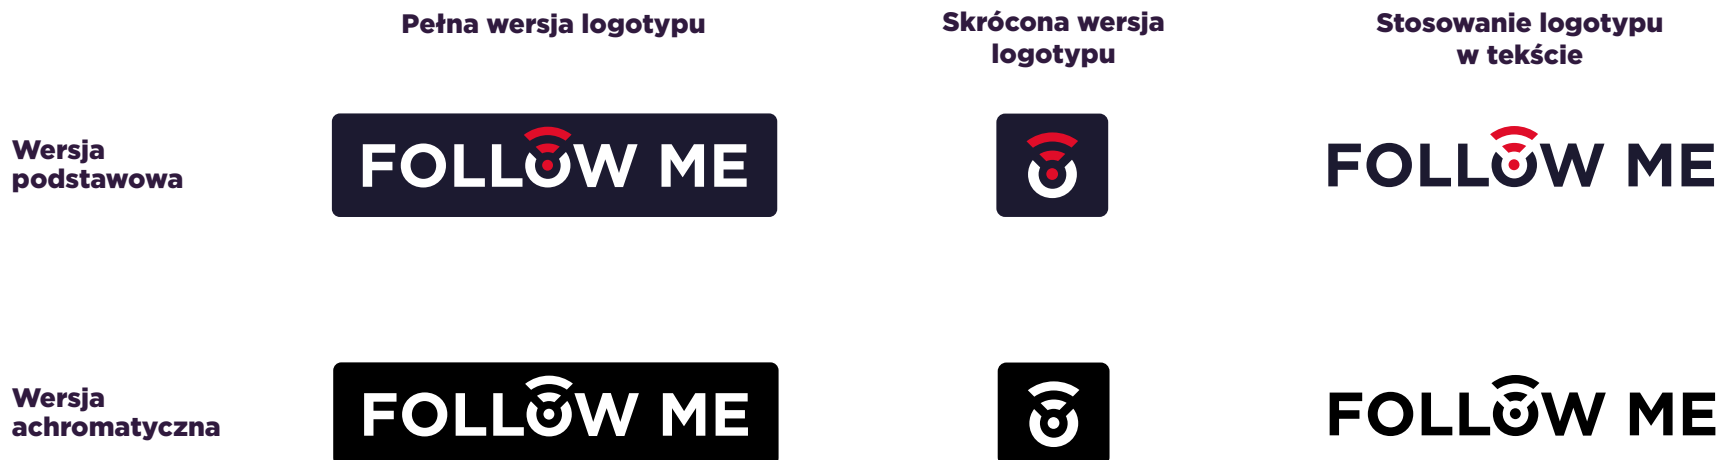 Pełna wersja logotypu
Skrócona wersja
logotypu
Stosowanie logotypu
w tekście
Wersja
podstawowa
FOLLOW ME
FOLLOW ME
Wersja
achromatyczna
FOLLOW ME
FOLLOW ME